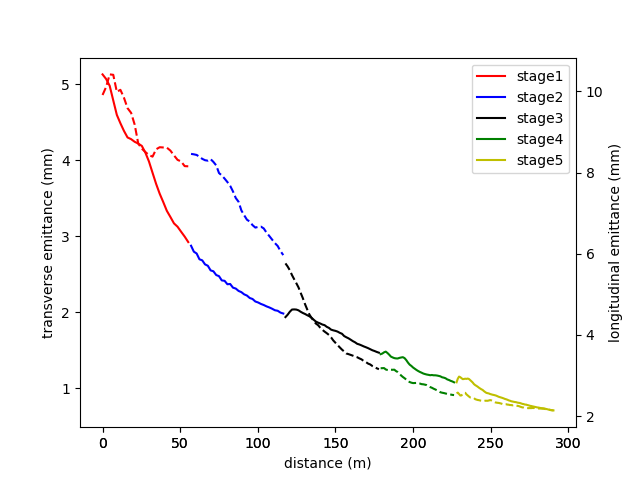 stage1
stage2
stage3
stage4
stage5
5
4
3
2
1
10
8
6
4
2
0
50
100
150
200
250
300
transverse emittance (mm)
longitudinal emittance (mm)
distance (m)